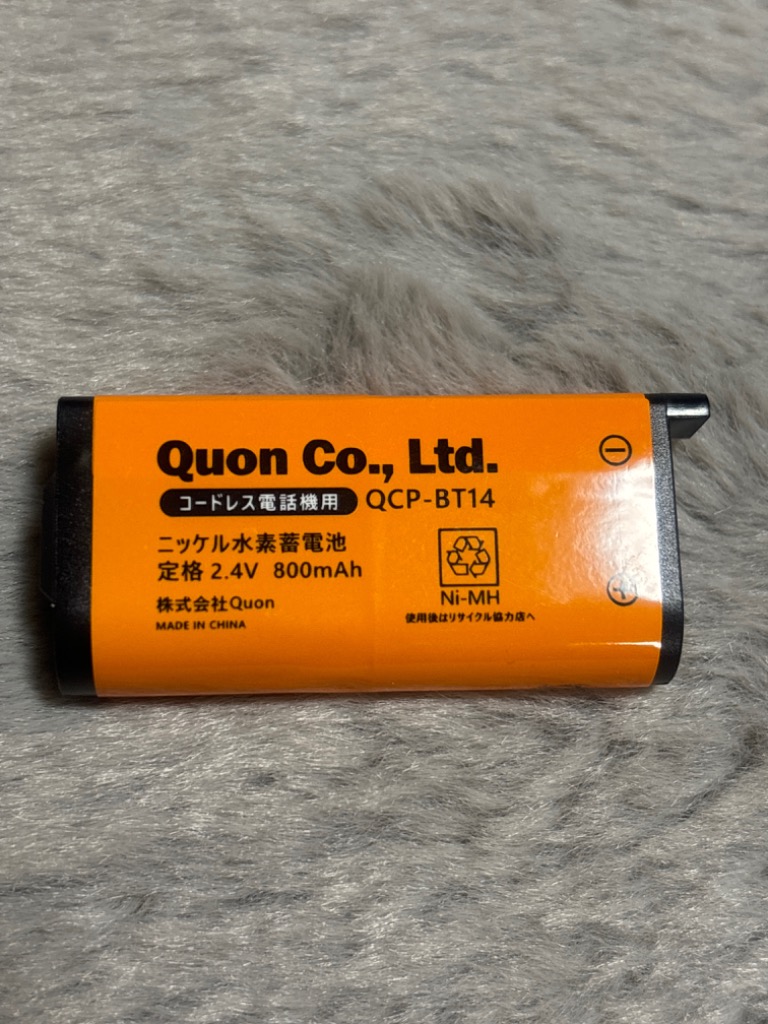 Quon Co., Ltd.
コードレス電話機用 QCP-BT14
ニッケル水素蓄電池
定格 2.4V 800mAh
株式会社Quon
MADE IN CHINA
Ni-MH
使用後はリサイクル協力店へ